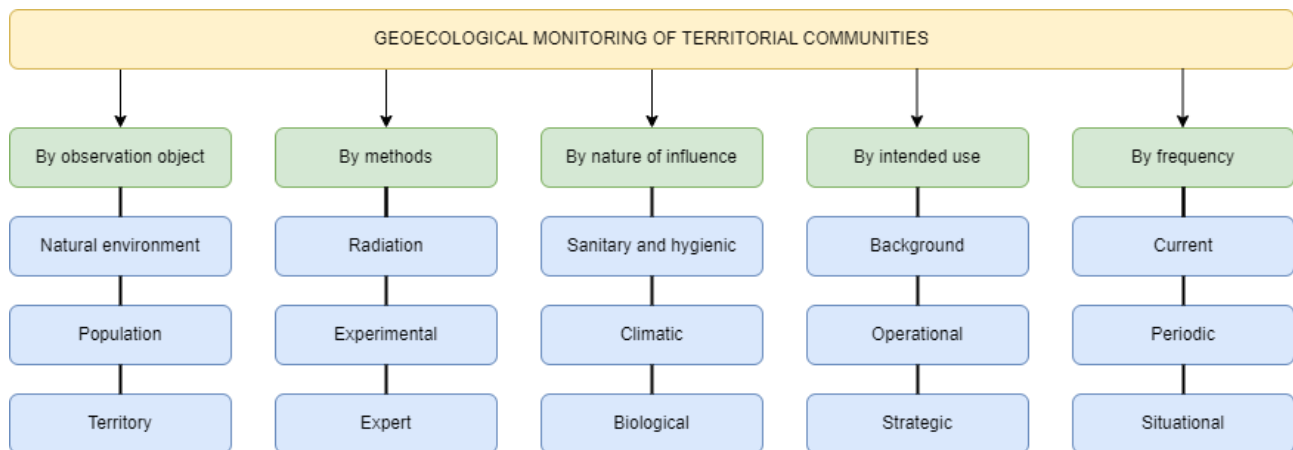 GEOECOLOGICAL MONITORING OF TERRITORIAL COMMUNITIES
By observation object
By methods
By nature of influence
By intended use
By frequency
Natural environment
Radiation
Sanitary and hygienic
Background
Current
Population
Experimental
Climatic
Operational
Periodic
Territory
Expert
Biological
Strategic
Situational